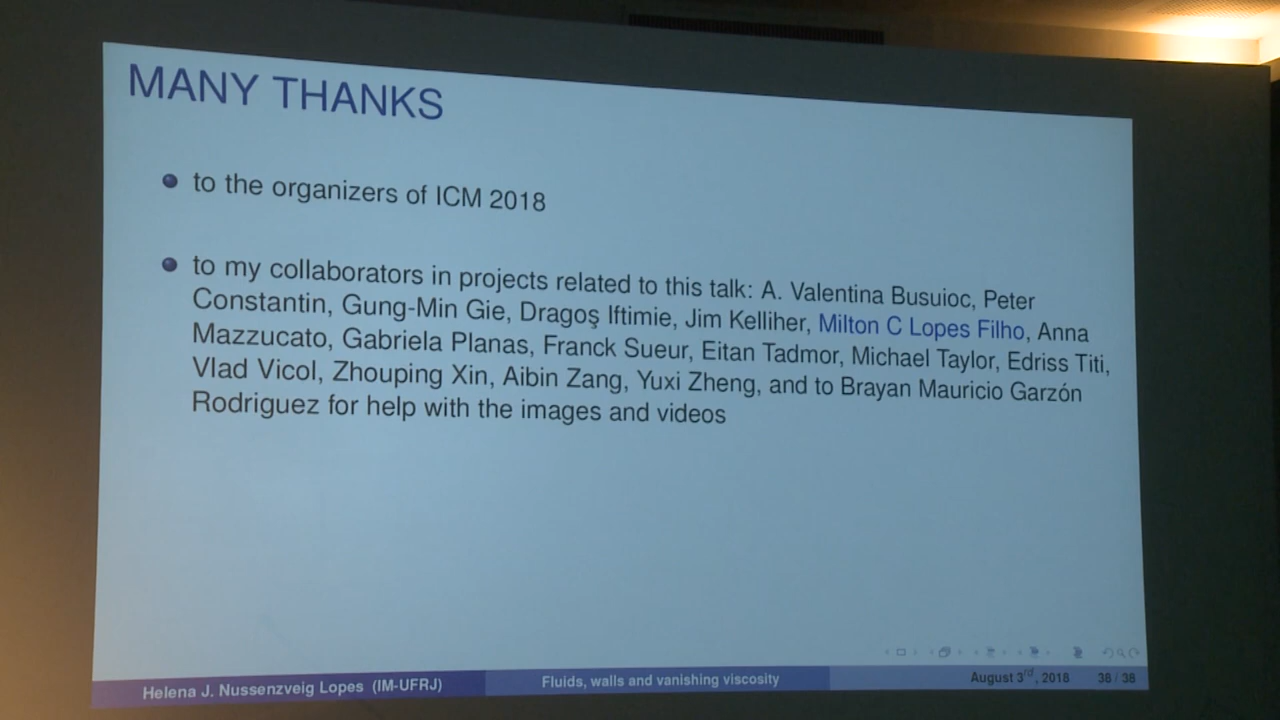 MANY THANKS
to the organizers of ICM 2018
to my collaborators in projects related to this talk: A. Valentina Busuioc, Peter
Constantin, Gung-Min Gie, Dragoş Iftimie, Jim Kelliher, Milton C Lopes Filho, Anna
Mazzucato, Gabriela Planas, Franck Sueur, Eitan Tadmor, Michael Taylor, Edriss Titi,
Vlad Vicol, Zhouping Xin, Aibin Zang, Yuxi Zheng, and to Brayan Mauricio Garzón
Rodriguez for help with the images and videos
Helena J. Nussenzveig Lopes (IM-UFRJ) Fluids, walls and vanishing viscosity August 3rd, 2018 38 / 38